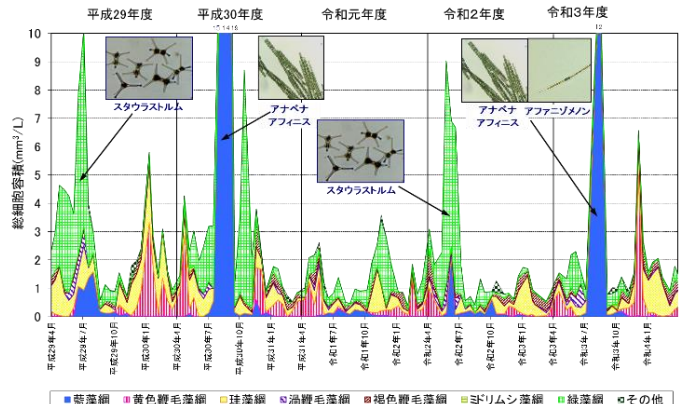 平成29年度 平成30年度 令和元年度 令和2年度 令和3年度
12
10
9
8
7
6
5
4
3
2
1
0
総細胞容積(mm³/L)
スタウラストルム
アナベナ
アフィニス
スタウラストルム
アナベナ アファニゾメノン
アフィニス
平成29年4月 平成29年7月 平成29年10月 平成30年1月 平成30年4月 平成30年7月 平成30年10月 平成31年1月 平成31年4月 令和1年7月 令和1年10月 令和2年1月 令和2年4月 令和2年7月 令和2年10月 令和3年1月 令和3年4月 令和3年7月 令和3年10月 令和4年1月
藍藻綱 黄色鞭毛藻綱 珪藻綱 渦鞭毛藻綱 褐色鞭毛藻綱 ミドリムシ藻綱 緑藻綱 その他